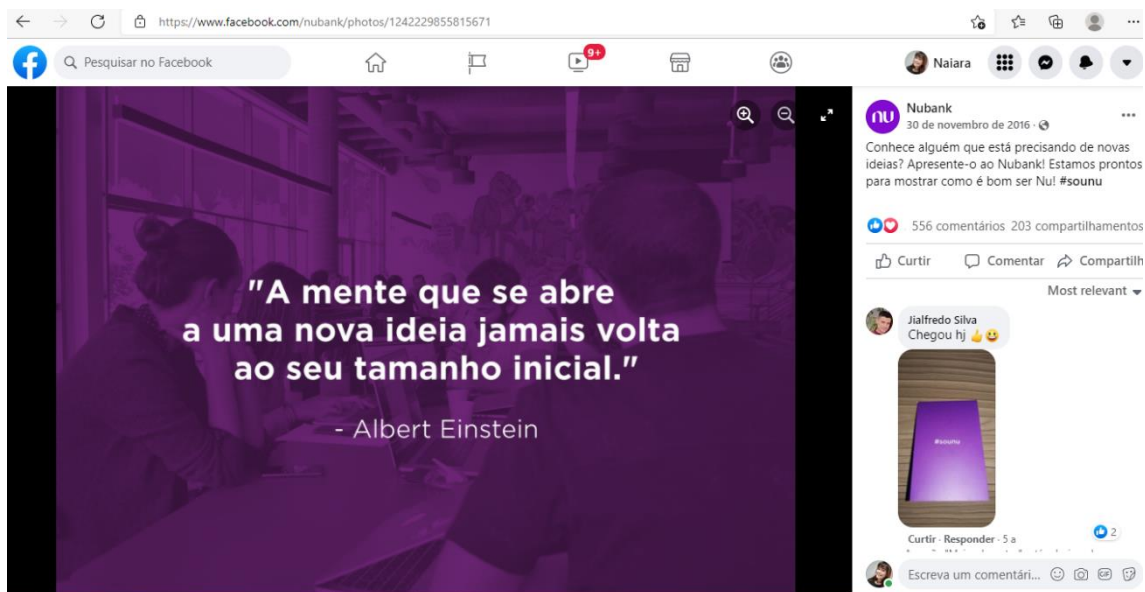 https://www.facebook.com/nubank/photos/1242229855815671
Pesquisar no Facebook
9+
Naiara
"A mente que se abre
a uma nova ideia jamais volta
ao seu tamanho inicial."
- Albert Einstein
nu
Nubank
30 de novembro de 2016 ·
Conhece alguém que está precisando de novas
ideias? Apresente-o ao Nubank! Estamos prontos
para mostrar como é bom ser Nu! #sounu
556 comentários 203 compartilhamentos
Curtir Comentar Compartilh
Most relevant
Jialfredo Silva
Chegou hj 👍😃
#sounu
Curtir · Responder · 5 a
2
Escreva um comentári...
GIF